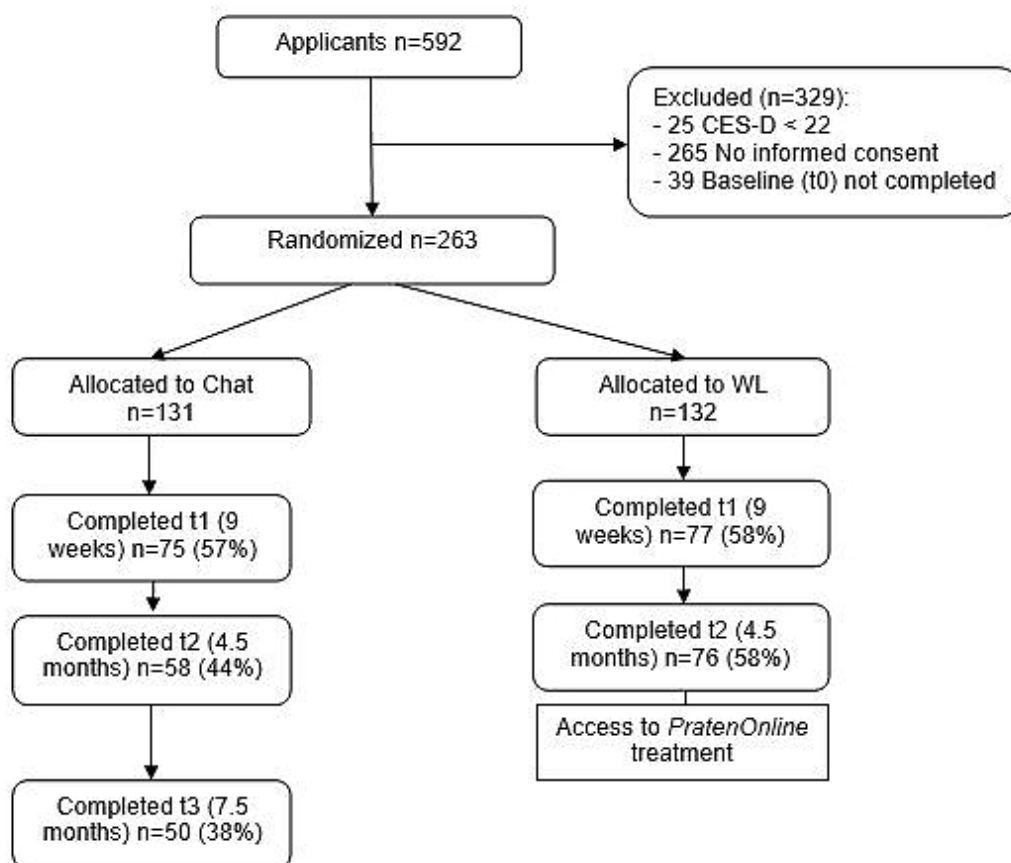 Applicants n=592
Excluded (n=329):
- 25 CES-D < 22
- 265 No informed consent
- 39 Baseline (t0) not completed
Randomized n=263
Allocated to Chat
n=131
Allocated to WL
n=132
Completed t1 (9
weeks) n=75 (57%)
Completed t1 (9
weeks) n=77 (58%)
Completed t2 (4.5
months) n=58 (44%)
Completed t2 (4.5
months) n=76 (58%)
Access to PratenOnline
treatment
Completed t3 (7.5
months) n=50 (38%)